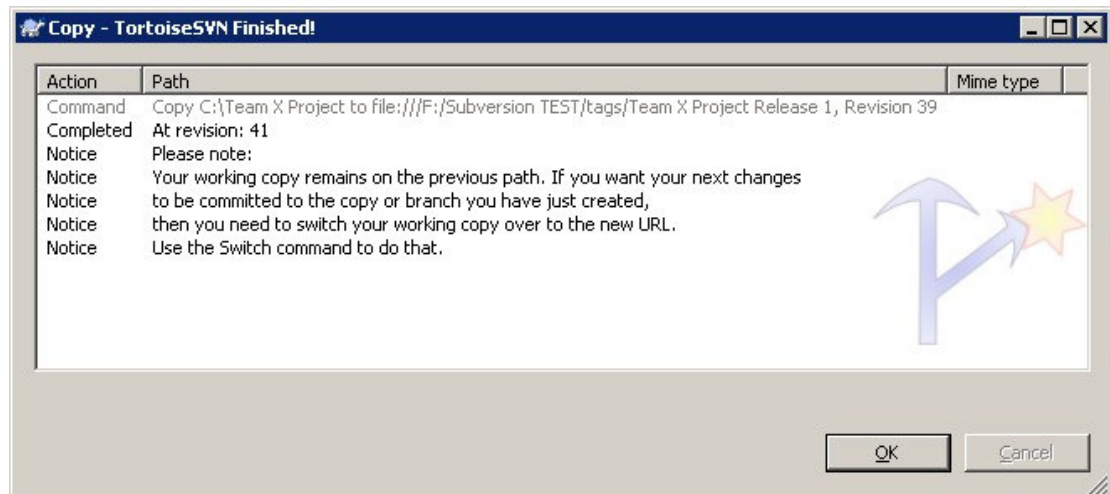 Copy - TortoiseSVN Finished!
Action Path Mime type
Command Copy C:\Team X Project to file:///F:/Subversion TEST/tags/Team X Project Release 1, Revision 39
Completed At revision: 41
Notice Please note:
Notice Your working copy remains on the previous path. If you want your next changes
Notice to be committed to the copy or branch you have just created,
Notice then you need to switch your working copy over to the new URL.
Notice Use the Switch command to do that.
OK Cancel